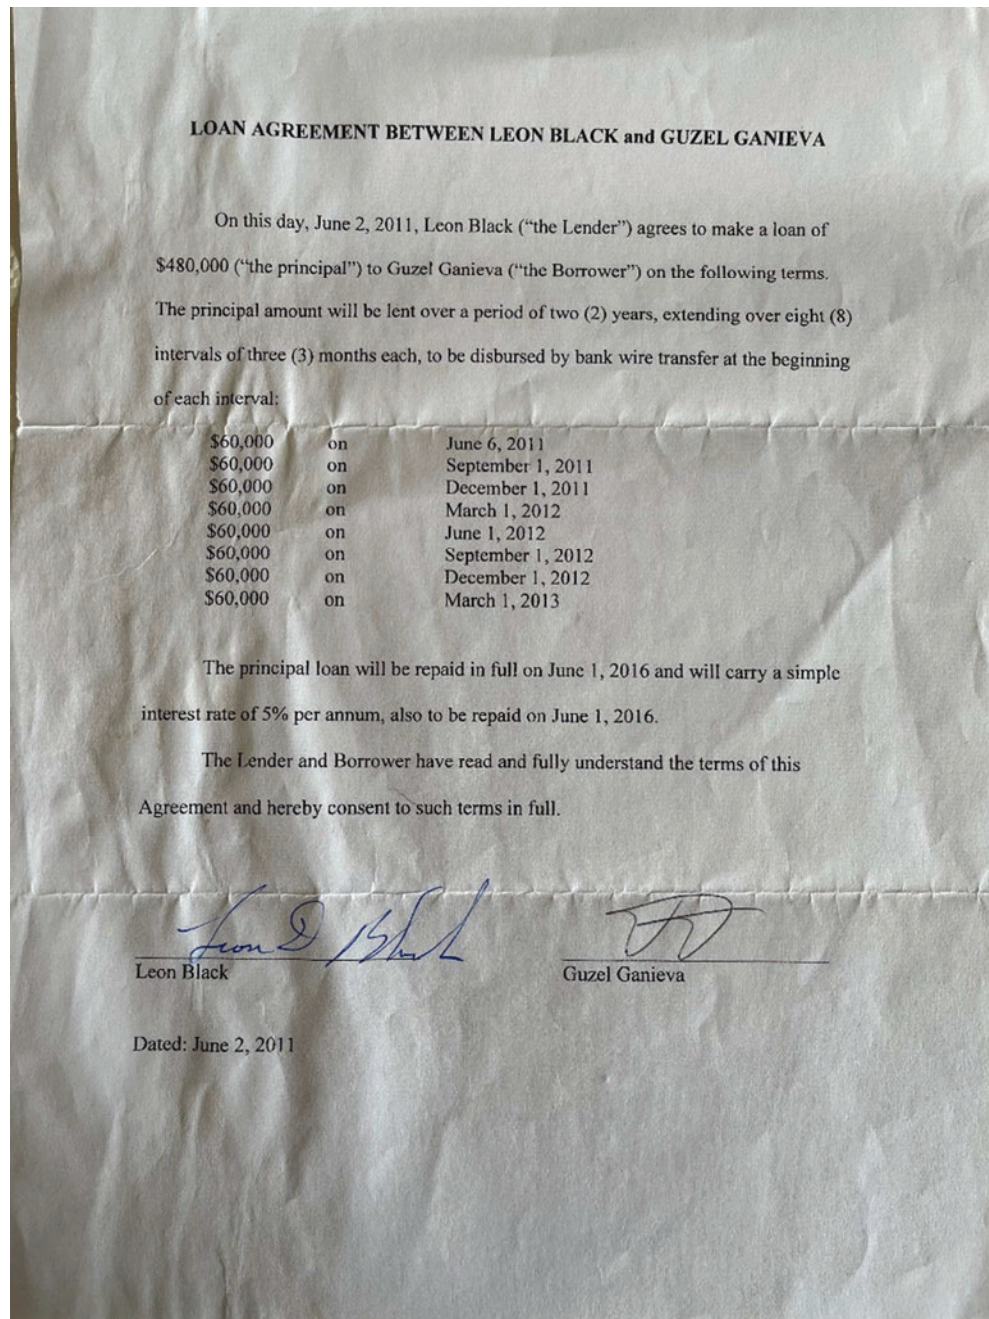 LOAN AGREEMENT BETWEEN LEON BLACK and GUZEL GANIEVA
On this day, June 2, 2011, Leon Black (“the Lender”) agrees to make a loan of
$480,000 (“the principal”) to Guzel Ganieva (“the Borrower”) on the following terms.
The principal amount will be lent over a period of two (2) years, extending over eight (8)
intervals of three (3) months each, to be disbursed by bank wire transfer at the beginning
of each interval:
$60,000 on June 6, 2011
$60,000 on September 1, 2011
$60,000 on December 1, 2011
$60,000 on March 1, 2012
$60,000 on June 1, 2012
$60,000 on September 1, 2012
$60,000 on December 1, 2012
$60,000 on March 1, 2013
The principal loan will be repaid in full on June 1, 2016 and will carry a simple
interest rate of 5% per annum, also to be repaid on June 1, 2016.
The Lender and Borrower have read and fully understand the terms of this
Agreement and hereby consent to such terms in full.
Leon D Black
Leon Black Guzel Ganieva
Dated: June 2, 2011